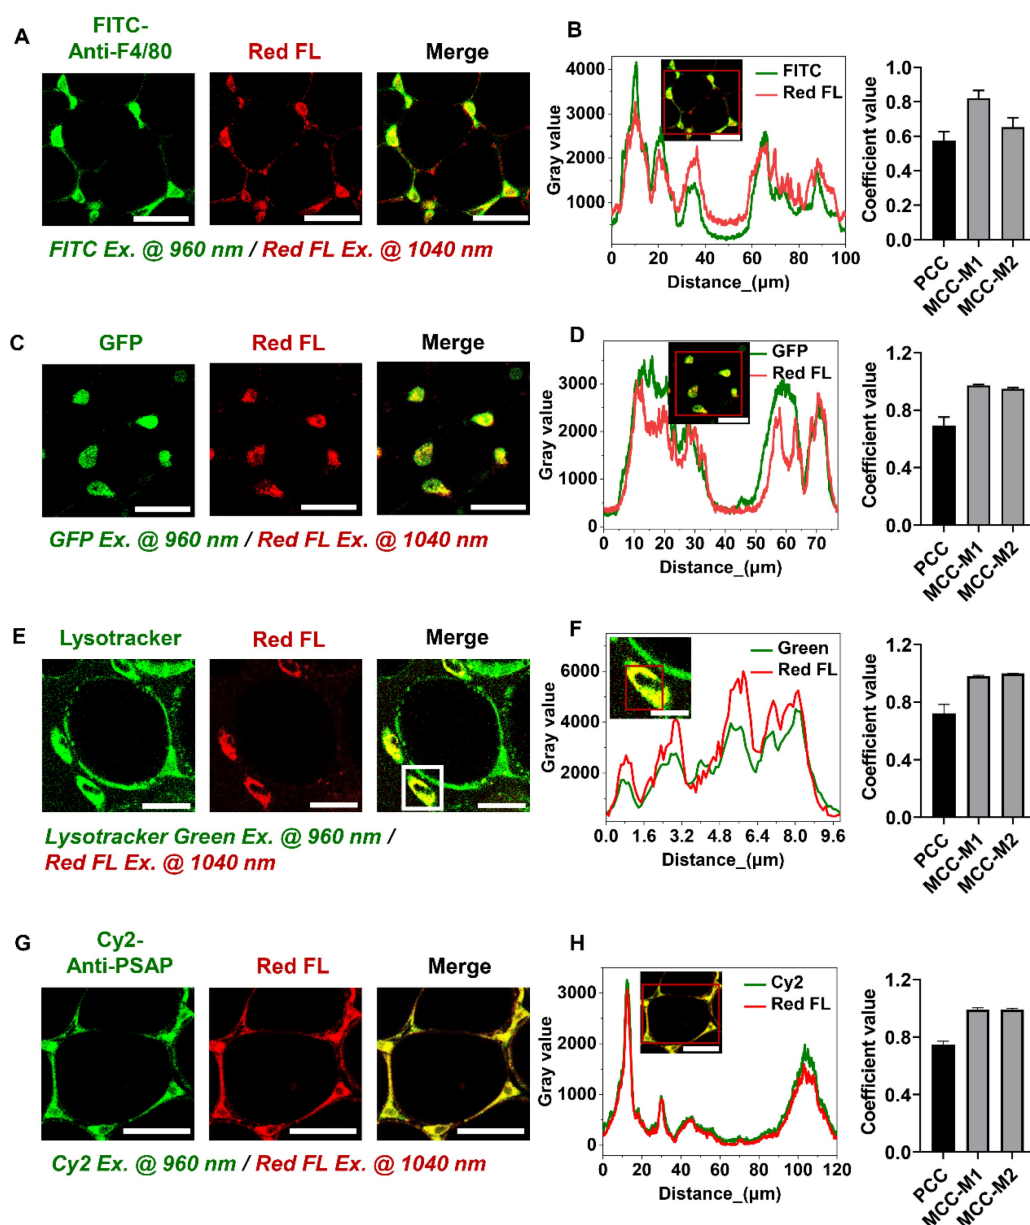 A
FITC-
Anti-F4/80
Red FL
Merge
FITC Ex. @ 960 nm / Red FL Ex. @ 1040 nm
B
FITC
Red FL
Gray value
4000
3000
2000
1000
0
20
40
60
80
100
Distance_(µm)
Coefficient value
1.0
0.8
0.6
0.4
0.2
0.0
PCC
MCC-M1
MCC-M2
C
GFP
Red FL
Merge
GFP Ex. @ 960 nm / Red FL Ex. @ 1040 nm
D
GFP
Red FL
Gray value
3000
2000
1000
0
0
10
20
30
40
50
60
70
Distance_(µm)
Coefficient value
1.2
0.8
0.4
0.0
PCC
MCC-M1
MCC-M2
E
Lysotracker
Red FL
Merge
Lysotracker Green Ex. @ 960 nm /
Red FL Ex. @ 1040 nm
F
Green
Red FL
Gray value
6000
4000
2000
0.0
1.6
3.2
4.8
6.4
8.0
9.6
Distance_(µm)
Coefficient value
1.2
0.8
0.4
0.0
PCC
MCC-M1
MCC-M2
G
Cy2-
Anti-PSAP
Red FL
Merge
Cy2 Ex. @ 960 nm / Red FL Ex. @ 1040 nm
H
Cy2
Red FL
Gray value
3000
2000
1000
0
0
20
40
60
80
100
120
Distance_(µm)
Coefficient value
1.2
0.8
0.4
0.0
PCC
MCC-M1
MCC-M2